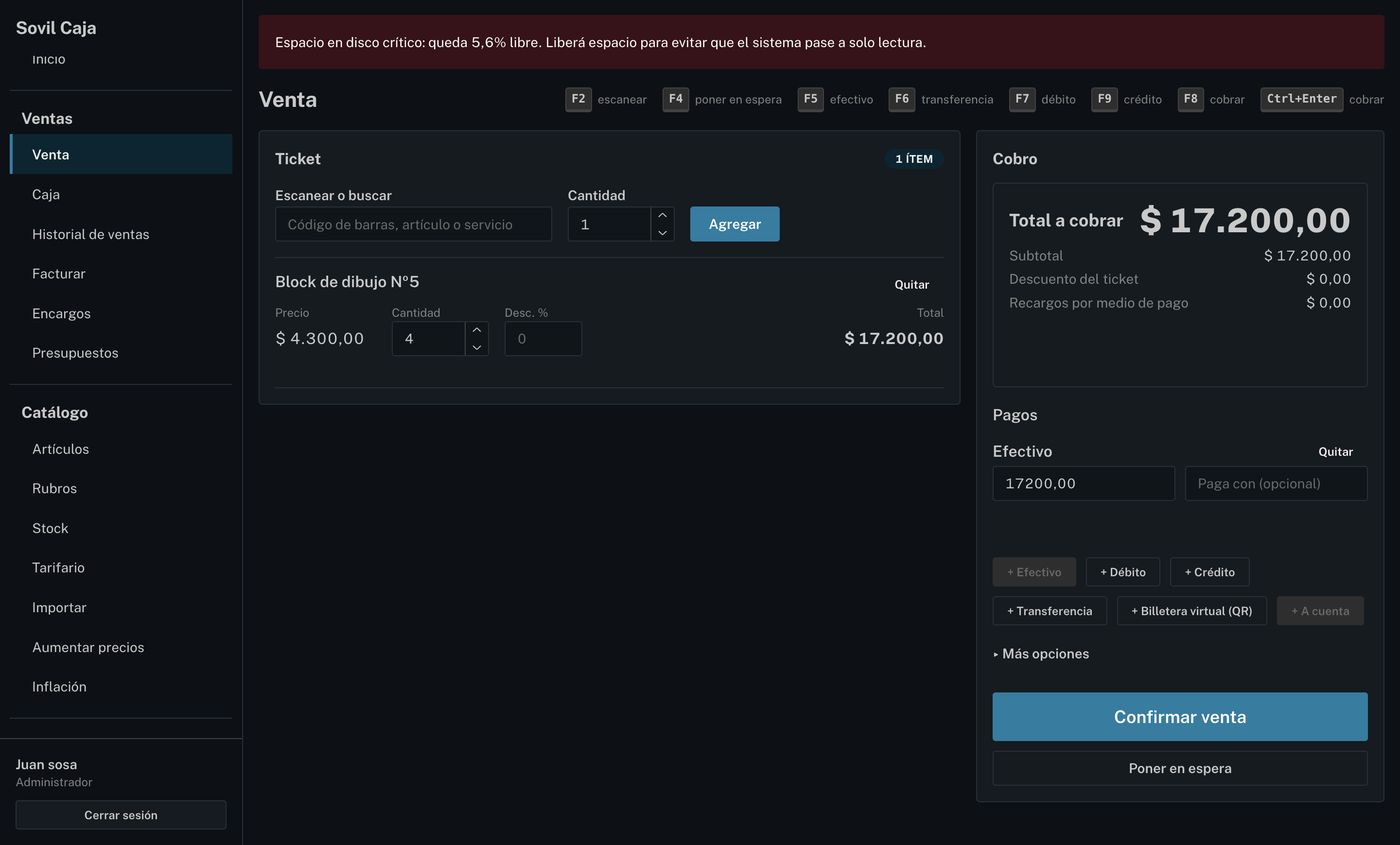 Sovil Caja
Inicio
Ventas
Venta
Caja
Historial de ventas
Facturar
Encargos
Presupuestos
Catálogo
Artículos
Rubros
Stock
Tarifario
Importar
Aumentar precios
Inflación
Juan sosa
Administrador
Cerrar sesión
Espacio en disco crítico: queda 5,6% libre. Liberá espacio para evitar que el sistema pase a solo lectura.
Venta
F2 escanear F4 poner en espera F5 efectivo F6 transferencia F7 débito F9 crédito F8 cobrar Ctrl+Enter cobrar
Ticket
1 ÍTEM
Escanear o buscar Cantidad
Código de barras, artículo o servicio 1 Agregar
Block de dibujo N°5 Quitar
Precio Cantidad Desc. % Total
$ 4.300,00 4 0 $ 17.200,00
Cobro
Total a cobrar $ 17.200,00
Subtotal $ 17.200,00
Descuento del ticket $ 0,00
Recargos por medio de pago $ 0,00
Pagos
Efectivo Quitar
17200,00 Paga con (opcional)
+ Efectivo + Débito + Crédito
+ Transferencia + Billetera virtual (QR) + A cuenta
▸ Más opciones
Confirmar venta
Poner en espera